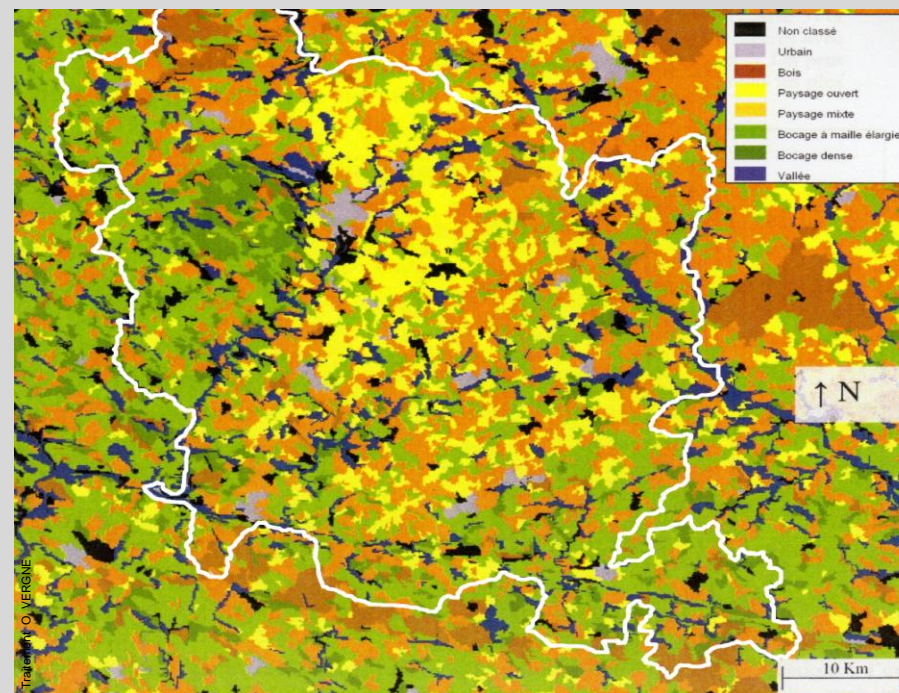 Non classé
Urbain
Bois
Paysage ouvert
Paysage mixte
Bocage à maille élargie
Bocage dense
Vallée
↑ N
10 Km
Traitement O. VERGNE